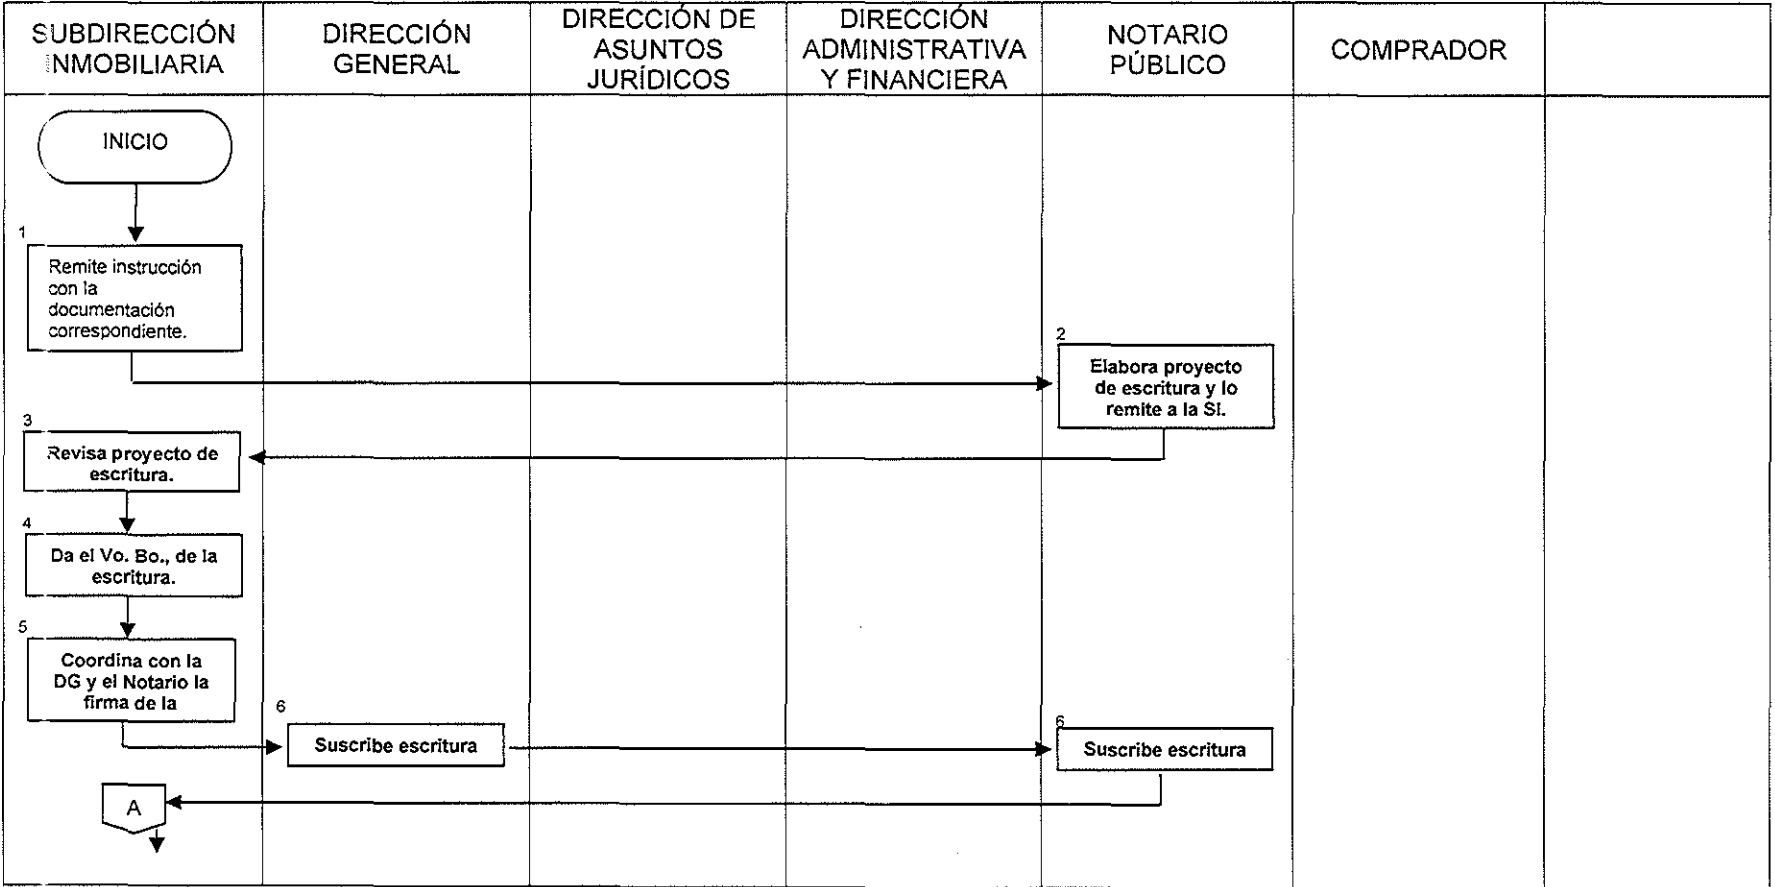 SUBDIRECCIÓN
INMOBILIARIA
DIRECCIÓN
GENERAL
DIRECCIÓN DE
ASUNTOS
JURÍDICOS
DIRECCIÓN
ADMINISTRATIVA
Y FINANCIERA
NOTARIO
PÚBLICO
COMPRADOR
INICIO
1
Remite instrucción
con la
documentación
correspondiente.
2
Elabora proyecto
de escritura y lo
remite a la SI.
3
Revisa proyecto de
escritura.
4
Da el Vo. Bo., de la
escritura.
5
Coordina con la
DG y el Notario la
firma de la
6
Suscribe escritura
6
Suscribe escritura
A